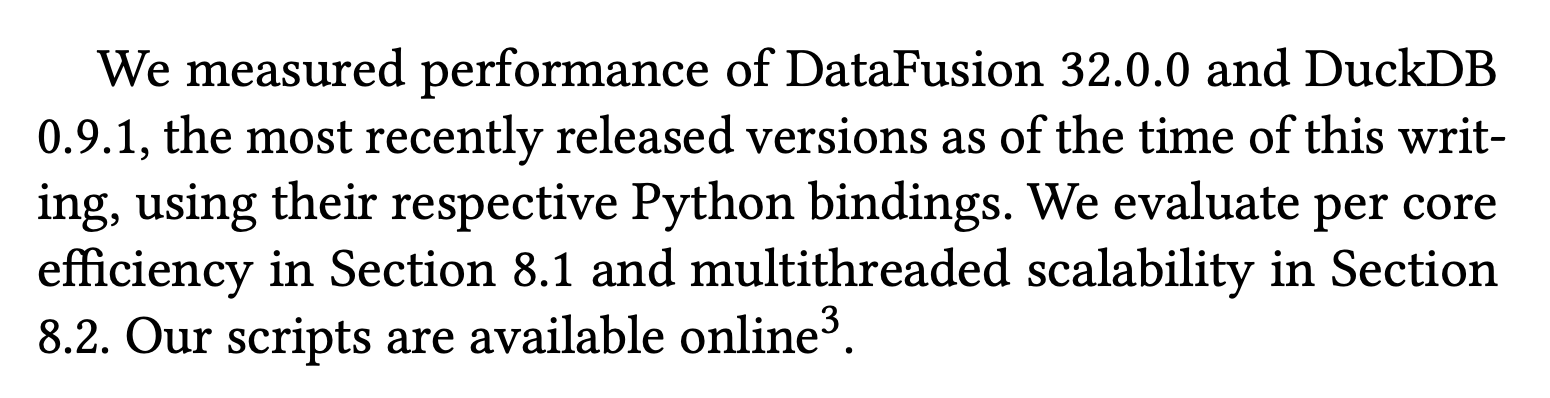 We measured performance of DataFusion 32.0.0 and DuckDB
0.9.1, the most recently released versions as of the time of this writ-
ing, using their respective Python bindings. We evaluate per core
efficiency in Section 8.1 and multithreaded scalability in Section
8.2. Our scripts are available online³.